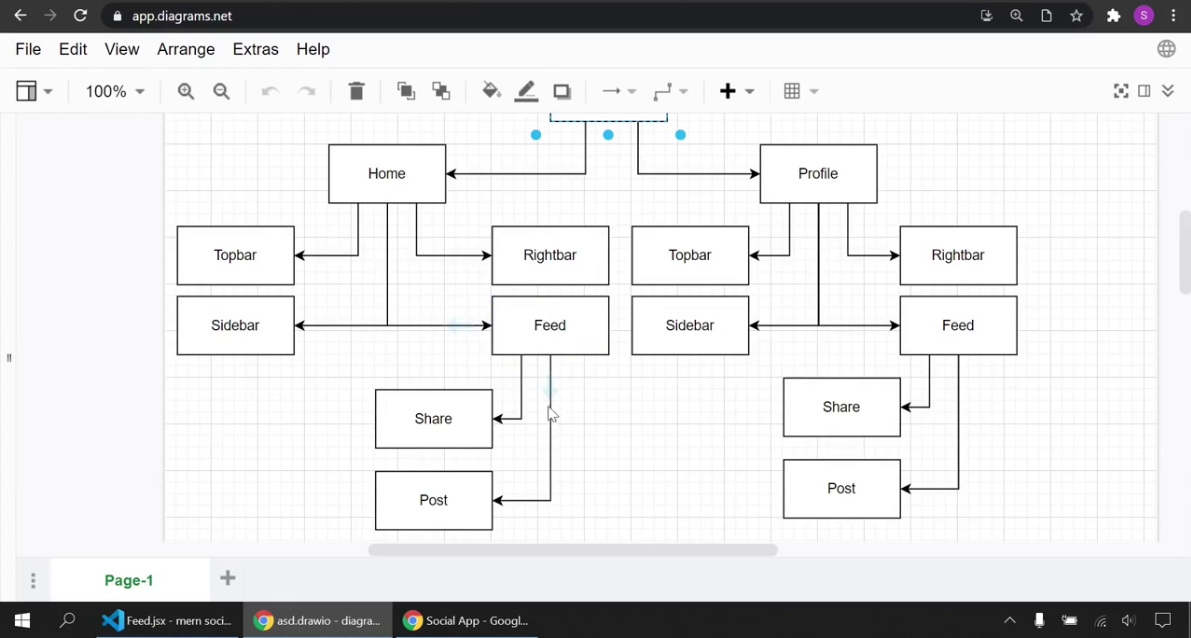 app.diagrams.net
S
File Edit View Arrange Extras Help
100%
Home
Profile
Topbar
Rightbar
Topbar
Rightbar
Sidebar
Feed
Sidebar
Feed
Share
Share
Post
Post
Page-1
Feed.jsx - mern soci...
asd.drawio - diagra...
Social App - Googl...